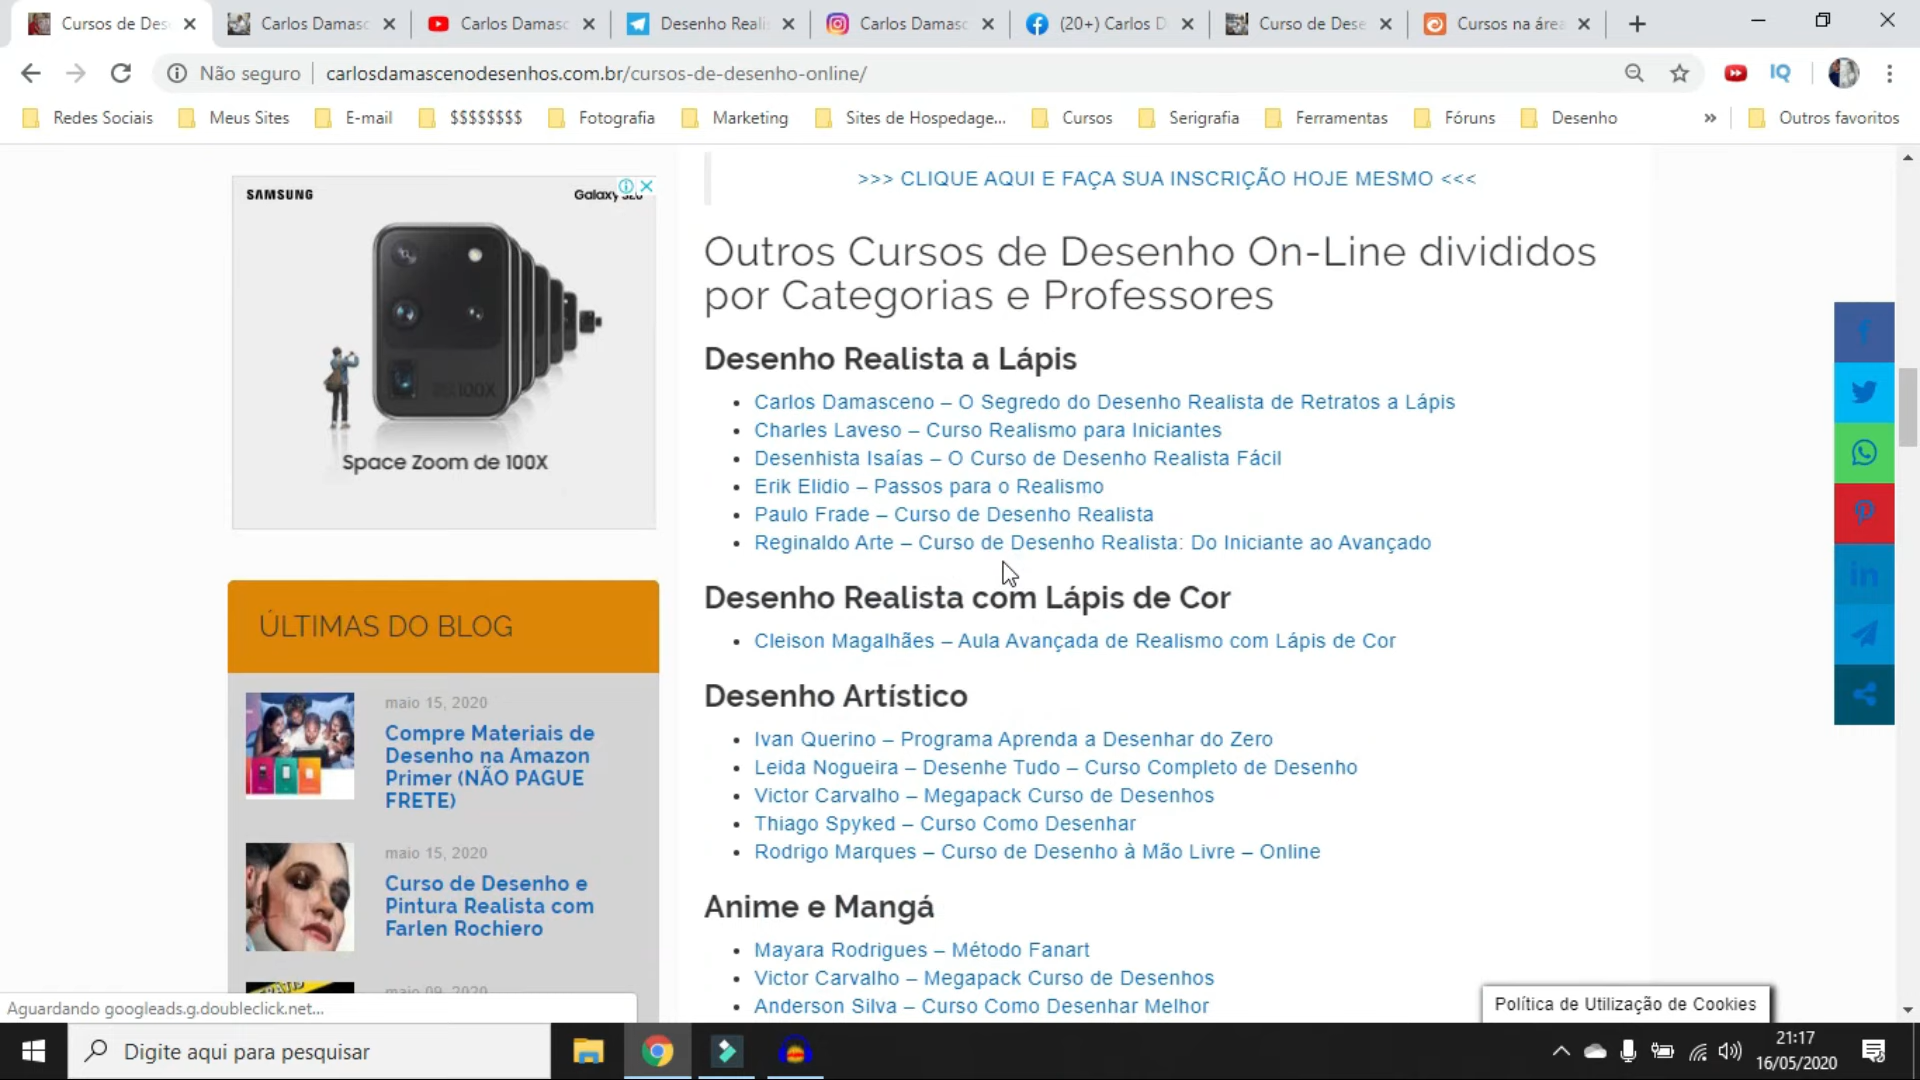 Cursos de Des
Carlos Damasc
Carlos Damasc
Desenho Reali
Carlos Damasc
(20+) Carlos D
Curso de Dese
Cursos na área
Não seguro
carlosdamascenodesenhos.com.br/cursos-de-desenho-online/
IQ
Redes Sociais
Meus Sites
E-mail
$$$$$$$$
Fotografia
Marketing
Sites de Hospedage...
Cursos
Serigrafia
Ferramentas
Fóruns
Desenho
»
Outros favoritos
SAMSUNG
Galaxy S20
100X
Space Zoom de 100X
>>> CLIQUE AQUI E FAÇA SUA INSCRIÇÃO HOJE MESMO <<<
Outros Cursos de Desenho On-Line divididos
por Categorias e Professores
Desenho Realista a Lápis
Carlos Damasceno – O Segredo do Desenho Realista de Retratos a Lápis
Charles Laveso – Curso Realismo para Iniciantes
Desenhista Isaías – O Curso de Desenho Realista Fácil
Erik Elidio – Passos para o Realismo
Paulo Frade – Curso de Desenho Realista
Reginaldo Arte – Curso de Desenho Realista: Do Iniciante ao Avançado
Desenho Realista com Lápis de Cor
Cleison Magalhães – Aula Avançada de Realismo com Lápis de Cor
Desenho Artístico
Ivan Querino – Programa Aprenda a Desenhar do Zero
Leida Nogueira – Desenhe Tudo – Curso Completo de Desenho
Victor Carvalho – Megapack Curso de Desenhos
Thiago Spyked – Curso Como Desenhar
Rodrigo Marques – Curso de Desenho à Mão Livre – Online
Anime e Mangá
Mayara Rodrigues – Método Fanart
Victor Carvalho – Megapack Curso de Desenhos
Anderson Silva – Curso Como Desenhar Melhor
ÚLTIMAS DO BLOG
maio 15, 2020
Compre Materiais de
Desenho na Amazon
Primer (NÃO PAGUE
FRETE)
maio 15, 2020
Curso de Desenho e
Pintura Realista com
Farlen Rochiero
maio 09, 2020
GRÁTIS
Política de Utilização de Cookies
Aguardando googleads.g.doubleclick.net...
Digite aqui para pesquisar
21:17
16/05/2020